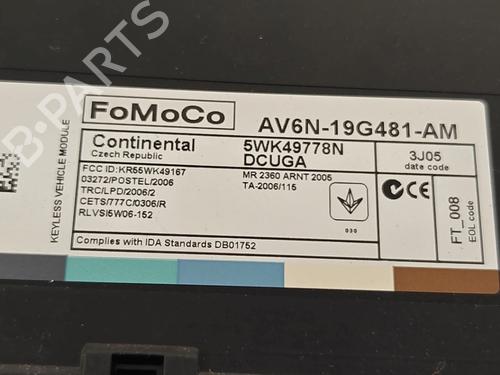 B-PARTS
KEYLESS VEHICLE MODULE
FoMoCo
AV6N-19G481-AM
Continental
Czech Republic
5WK49778N
DCUGA
3J05
date code
FCC ID:KR55WK49167
03272/POSTEL/2006
TRC/LPD/2006/2
CETS/777C/0306/R
RLVSI5W06-152
MR 2360 ARNT 2005
TA-2006/115
030
CE
FT_008
EOL code
Complies with IDA Standards DB01752